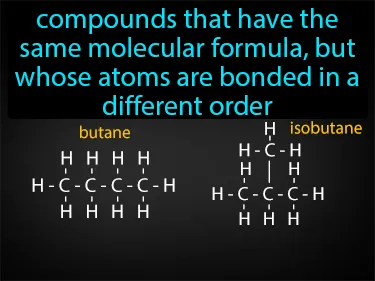 compounds that have the
same molecular formula, but
whose atoms are bonded in a
different order
butane
H H H H
H - C - C - C - C - H
H H H H
isobutane
H
H - C - H
H | H
H - C - C - C - H
H H H